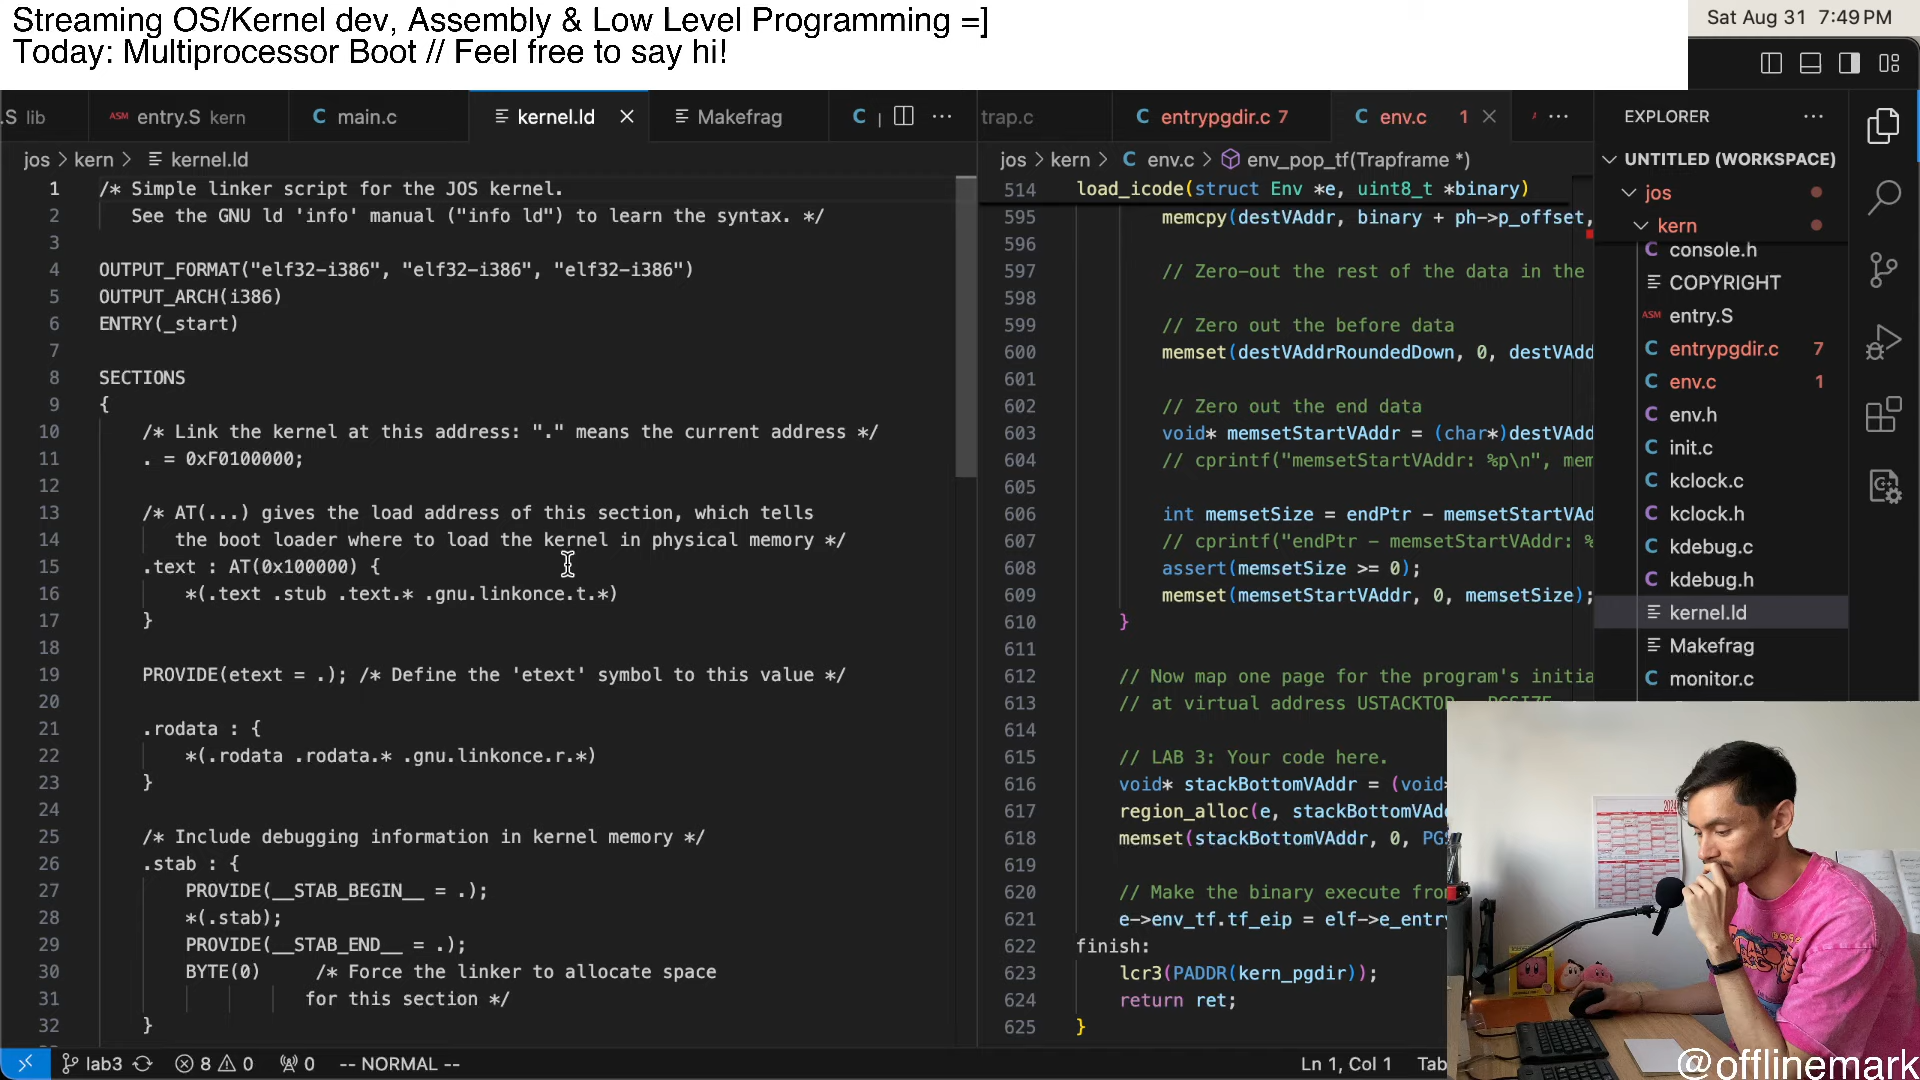 Streaming OS/Kernel dev, Assembly & Low Level Programming =]
Today: Multiprocessor Boot // Feel free to say hi!
Sat Aug 31 7:49 PM
.S lib
ASM entry.S kern
C main.c
kernel.ld
Makefrag
C
trap.c
C entrypgdir.c 7
C env.c 1
EXPLORER
jos > kern > kernel.ld
jos > kern > C env.c > env_pop_tf(Trapframe *)
UNTITLED (WORKSPACE)
jos
kern
console.h
COPYRIGHT
ASM entry.S
C entrypgdir.c 7
C env.c 1
C env.h
C init.c
C kclock.c
C kclock.h
C kdebug.c
C kdebug.h
kernel.ld
Makefrag
C monitor.c
1 /* Simple linker script for the JOS kernel.
2 See the GNU ld 'info' manual ("info ld") to learn the syntax. */
3
4 OUTPUT_FORMAT("elf32-i386", "elf32-i386", "elf32-i386")
5 OUTPUT_ARCH(i386)
6 ENTRY(_start)
7
8 SECTIONS
9 {
10 /* Link the kernel at this address: "." means the current address */
11 . = 0xF0100000;
12
13 /* AT(...) gives the load address of this section, which tells
14 the boot loader where to load the kernel in physical memory */
15 .text : AT(0x100000) {
16 *(.text .stub .text.* .gnu.linkonce.t.*)
17 }
18
19 PROVIDE(etext = .); /* Define the 'etext' symbol to this value */
20
21 .rodata : {
22 *(.rodata .rodata.* .gnu.linkonce.r.*)
23 }
24
25 /* Include debugging information in kernel memory */
26 .stab : {
27 PROVIDE(__STAB_BEGIN__ = .);
28 *(.stab);
29 PROVIDE(__STAB_END__ = .);
30 BYTE(0) /* Force the linker to allocate space
31 for this section */
32 }
514 load_icode(struct Env *e, uint8_t *binary)
595 memcpy(destVAddr, binary + ph->p_offset,
596
597 // Zero-out the rest of the data in the
598
599 // Zero out the before data
600 memset(destVAddrRoundedDown, 0, destVAdd
601
602 // Zero out the end data
603 void* memsetStartVAddr = (char*)destVAdd
604 // cprintf("memsetStartVAddr: %p\n", mem
605
606 int memsetSize = endPtr - memsetStartVAd
607 // cprintf("endPtr - memsetStartVAddr: %
608 assert(memsetSize >= 0);
609 memset(memsetStartVAddr, 0, memsetSize);
610 }
611
612 // Now map one page for the program's initia
613 // at virtual address USTACKTOP - PGSIZE
614
615 // LAB 3: Your code here.
616 void* stackBottomVAddr = (void*
617 region_alloc(e, stackBottomVAd
618 memset(stackBottomVAddr, 0, PGS
619
620 // Make the binary execute from
621 e->env_tf.tf_eip = elf->e_entry
622 finish:
623 lcr3(PADDR(kern_pgdir));
624 return ret;
625 }
2024
lab3
8 0
0
-- NORMAL --
Ln 1, Col 1
Tab
@offlinemark